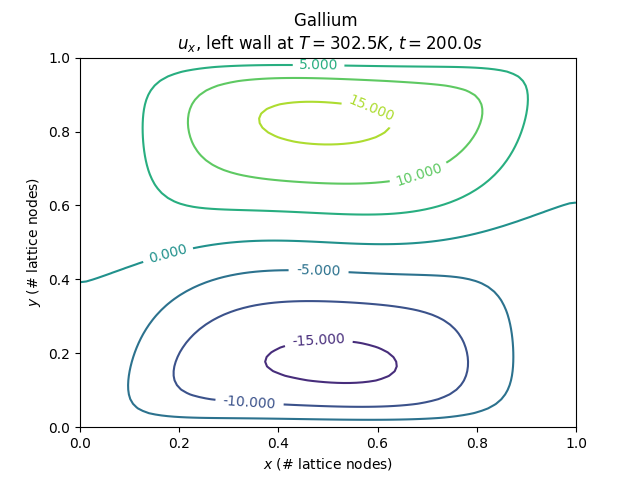 Gallium
u_x, left wall at T = 302.5K, t = 200.0s
1.0
0.8
0.6
0.4
0.2
0.0
y (# lattice nodes)
5.000
15.000
10.000
0.000
-5.000
-15.000
-10.000
0.0 0.2 0.4 0.6 0.8 1.0
x (# lattice nodes)